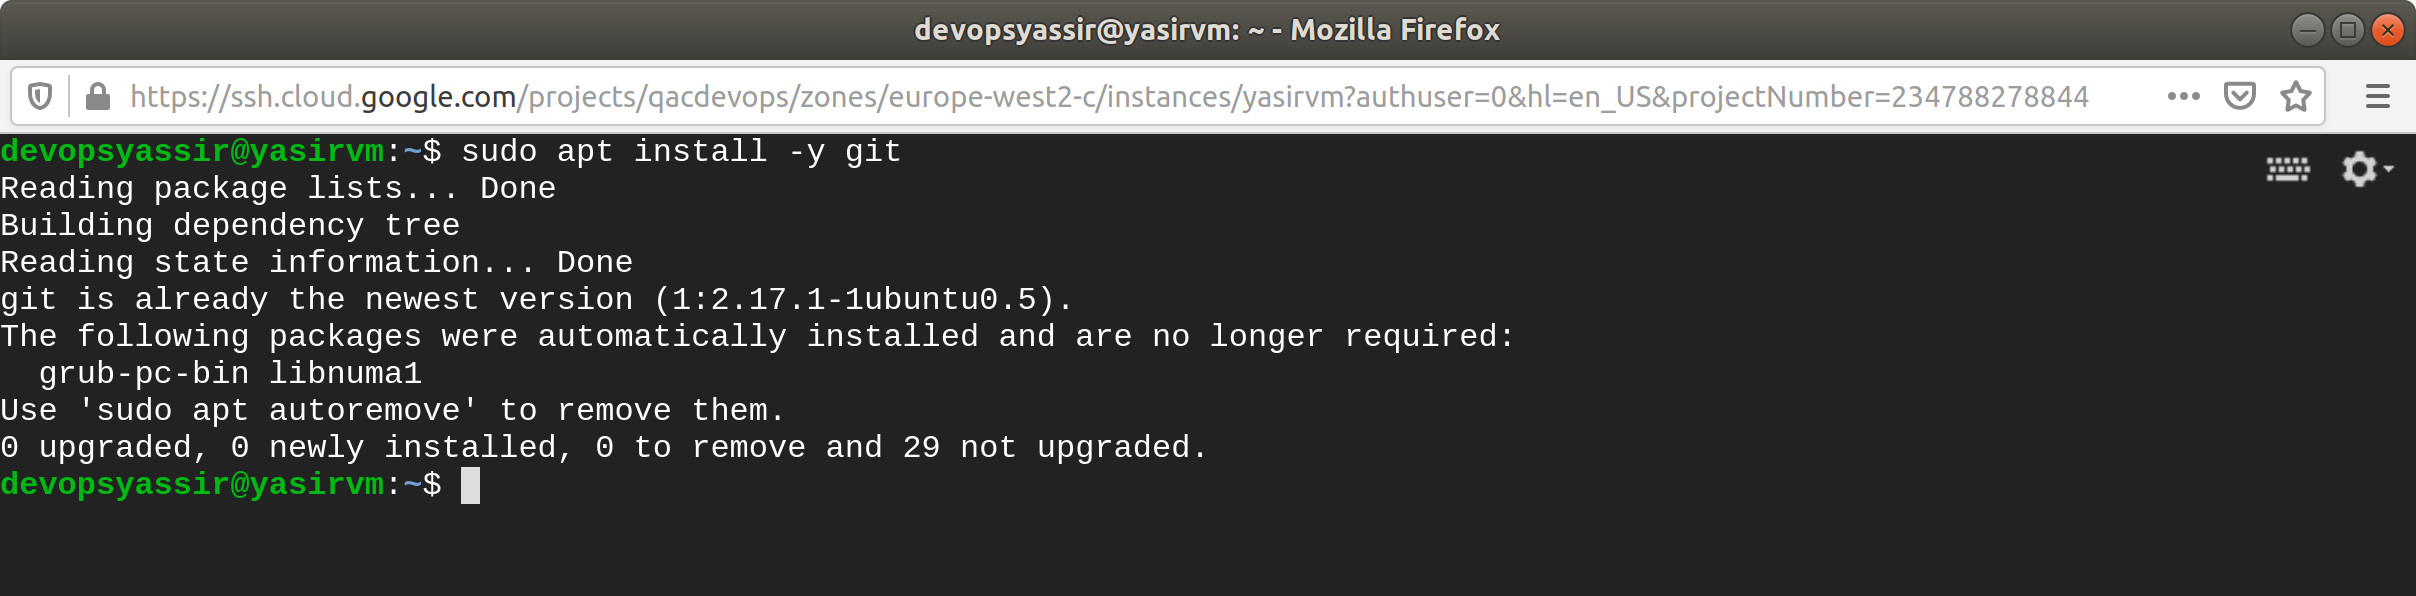 devopsyassir@yasirvm: ~ - Mozilla Firefox
https://ssh.cloud.google.com/projects/qacdevops/zones/europe-west2-c/instances/yasirvm?authuser=0&hl=en_US&projectNumber=234788278844
devopsyassir@yasirvm:~$ sudo apt install -y git
Reading package lists... Done
Building dependency tree
Reading state information... Done
git is already the newest version (1:2.17.1-1ubuntu0.5).
The following packages were automatically installed and are no longer required:
  grub-pc-bin libnuma1
Use 'sudo apt autoremove' to remove them.
0 upgraded, 0 newly installed, 0 to remove and 29 not upgraded.
devopsyassir@yasirvm:~$